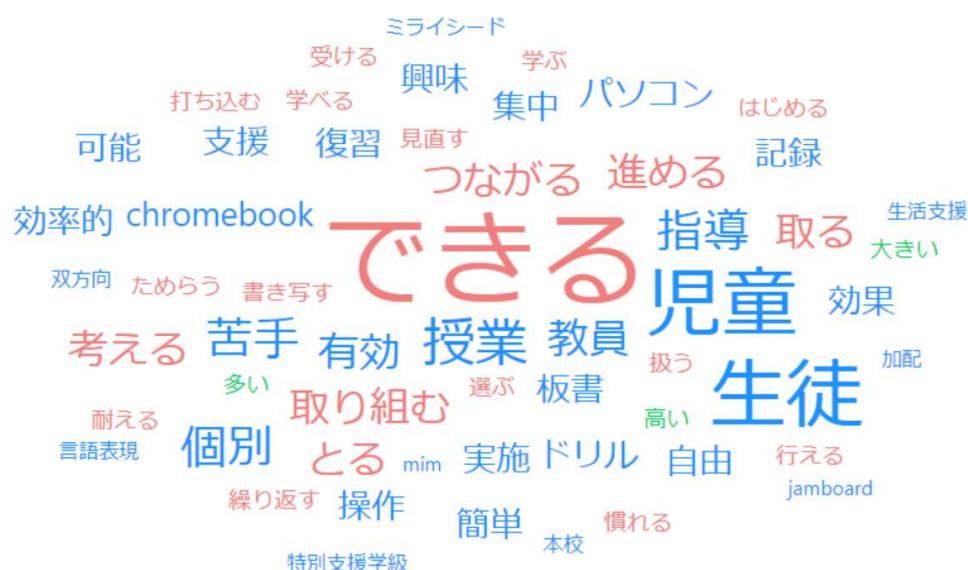 ミライシード
受ける 興味 学ぶ
打ち込む 学べる 集中 パソコン はじめる
可能 支援 復習 見直す 記録
つながる 進める
効率的 chromebook できる 指導 取る 生活支援
大きい
双方向 ためらう 書き写す 児童 効果
考える 苦手 有効 授業 教員 扱う 加配
多い 取り組む 選ぶ 板書 高い 生徒
耐える
言語表現 個別 とる mim 実施 ドリル 自由 行える
jamboard
繰り返す 操作 簡単 慣れる
本校
特別支援学級